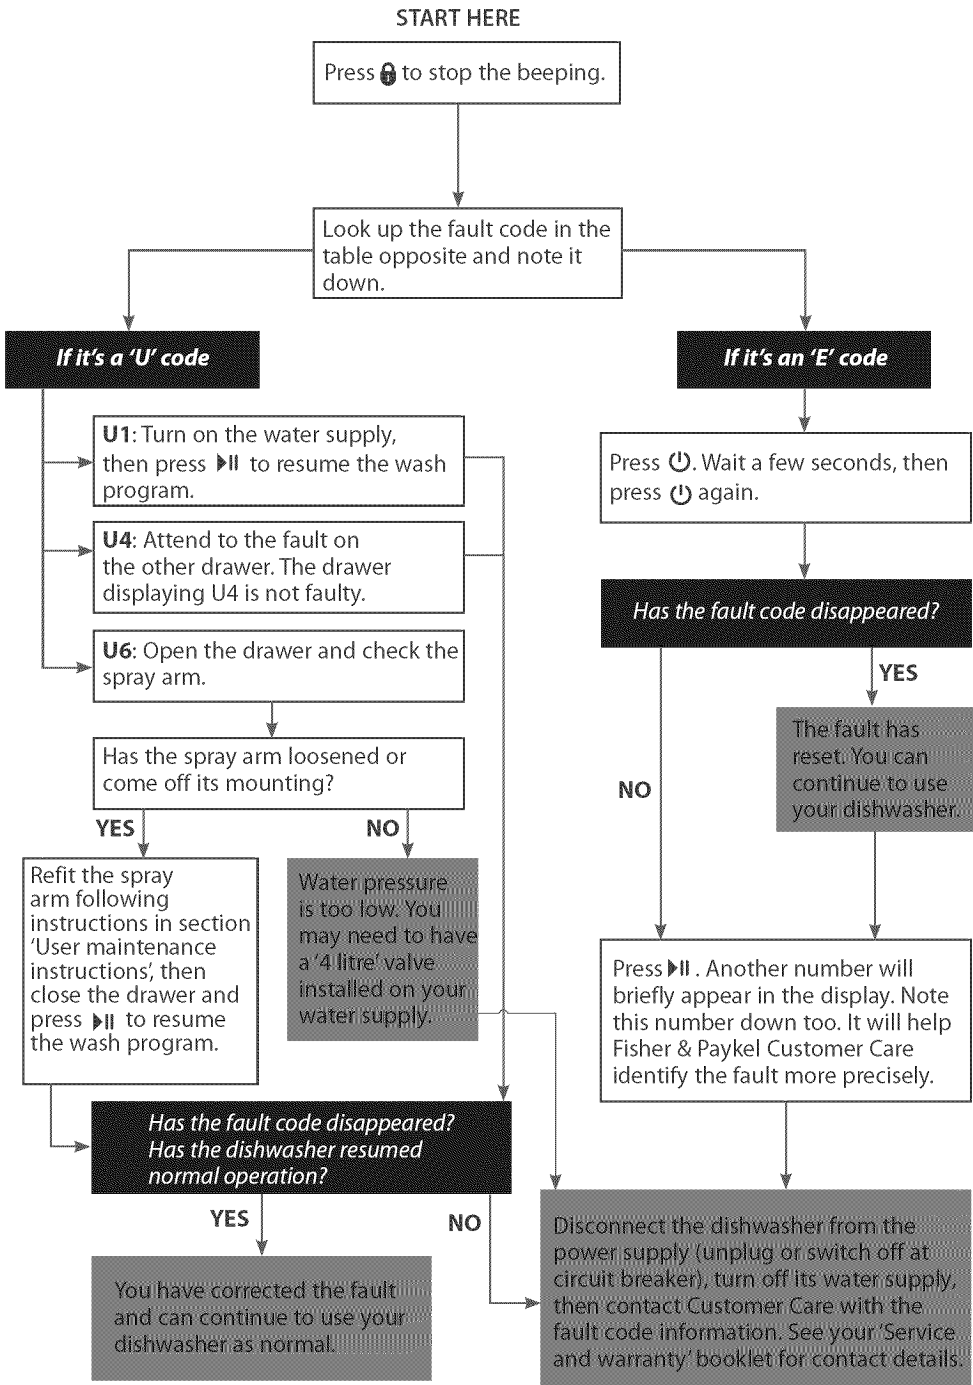 START HERE
Press to stop the beeping.
Look up the fault code in the
table opposite and note it
down.
If it's a 'U' code
U1: Turn on the water supply,
then press to resume the wash
program.
U4: Attend to the fault on
the other drawer. The drawer
displaying U4 is not faulty.
U6: Open the drawer and check the
spray arm.
Has the spray arm loosened or
come off its mounting?
YES
NO
Refit the spray
arm following
instructions in section
'User maintenance
instructions', then
close the drawer and
press to resume
the wash program.
Water pressure
is too low. You
may need to have
a '4 litre' valve
installed on your
water supply.
Has the fault code disappeared?
Has the dishwasher resumed
normal operation?
YES
NO
You have corrected the fault
and can continue to use your
dishwasher as normal.
If it's an 'E' code
Press . Wait a few seconds, then
press again.
Has the fault code disappeared?
YES
NO
The fault has
reset. You can
continue to use
your dishwasher.
Press . Another number will
briefly appear in the display. Note
this number down too. It will help
Fisher & Paykel Customer Care
identify the fault more precisely.
Disconnect the dishwasher from the
power supply (unplug or switch off at
circuit breaker), turn off its water supply,
then contact Customer Care with the
fault code information. See your 'Service
and warranty' booklet for contact details.